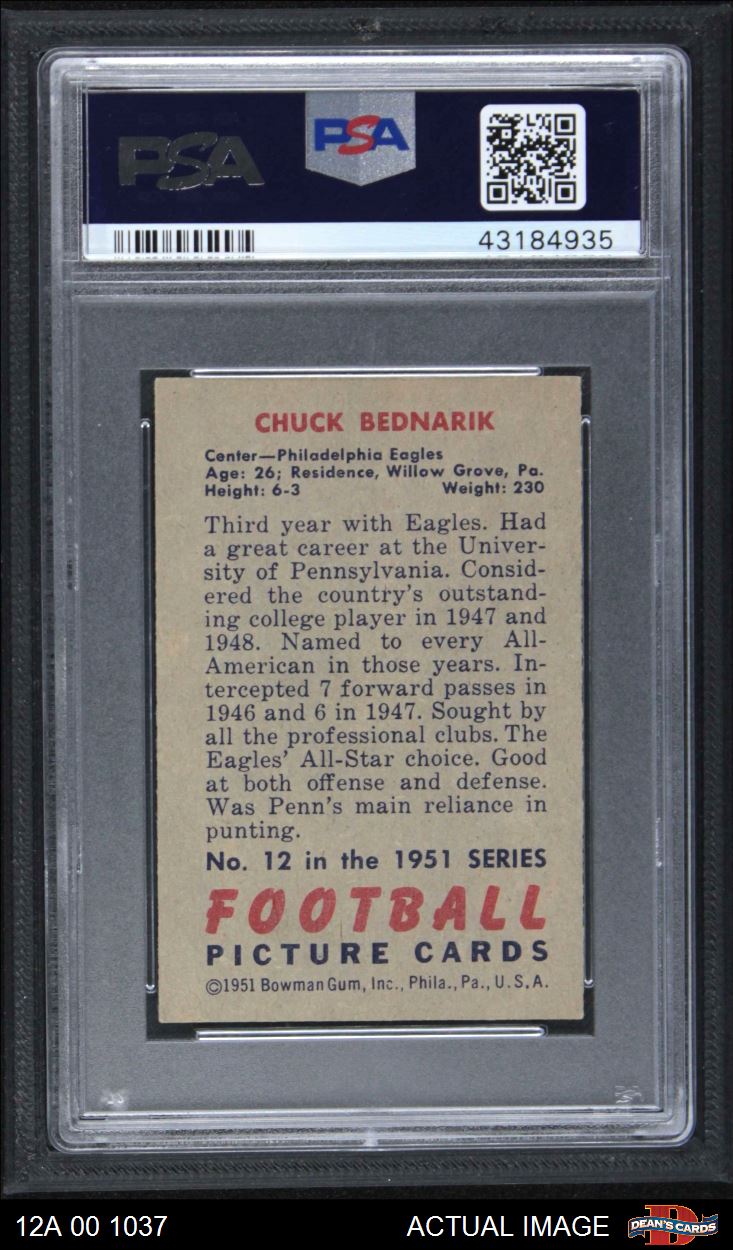 PSA
PSA
43184935
CHUCK BEDNARIK
Center—Philadelphia Eagles
Age: 26; Residence, Willow Grove, Pa.
Height: 6-3 Weight: 230
Third year with Eagles. Had
a great career at the Univer-
sity of Pennsylvania. Consid-
ered the country's outstand-
ing college player in 1947 and
1948. Named to every All-
American in those years. In-
tercepted 7 forward passes in
1946 and 6 in 1947. Sought by
all the professional clubs. The
Eagles' All-Star choice. Good
at both offense and defense.
Was Penn's main reliance in
punting.
No. 12 in the 1951 SERIES
FOOTBALL
PICTURE CARDS
©1951 Bowman Gum, Inc., Phila., Pa., U.S.A.
12A 00 1037 ACTUAL IMAGE DEAN'S CARDS